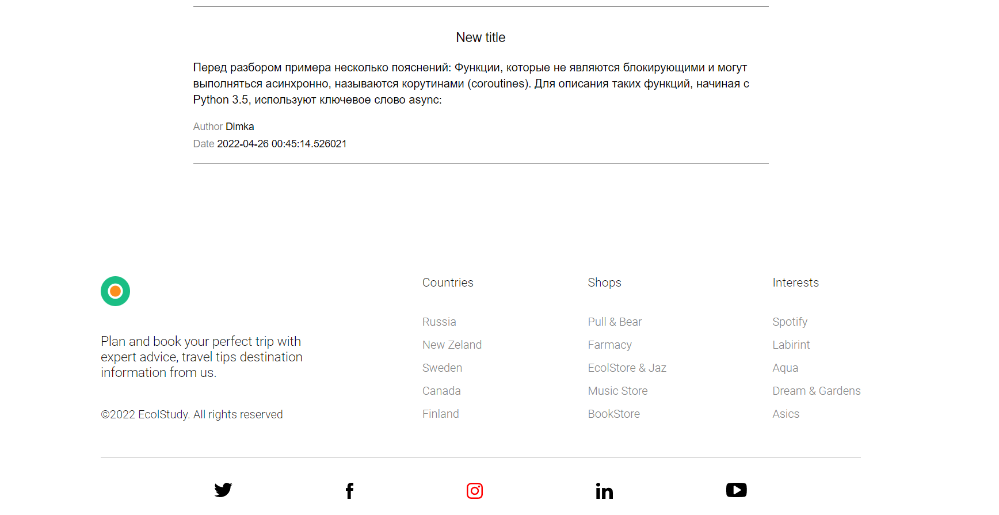 New title
Перед разбором примера несколько пояснений: Функции, которые не являются блокирующими и могут
выполняться асинхронно, называются корутинами (coroutines). Для описания таких функций, начиная с
Python 3.5, используют ключевое слово async:
Author Dimka
Date 2022-04-26 00:45:14.526021
Plan and book your perfect trip with
expert advice, travel tips destination
information from us.
©2022 EcolStudy. All rights reserved
Countries
Russia
New Zeland
Sweden
Canada
Finland
Shops
Pull & Bear
Farmacy
EcolStore & Jaz
Music Store
BookStore
Interests
Spotify
Labirint
Aqua
Dream & Gardens
Asics